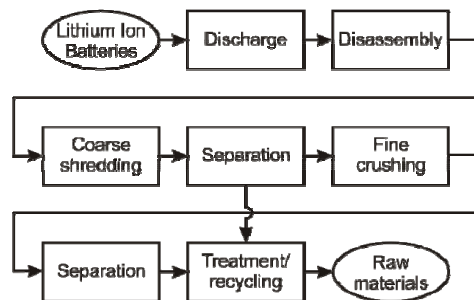 Lithium Ion
Batteries
Discharge
Disassembly
Coarse
shredding
Separation
Fine
crushing
Separation
Treatment/
recycling
Raw
materials